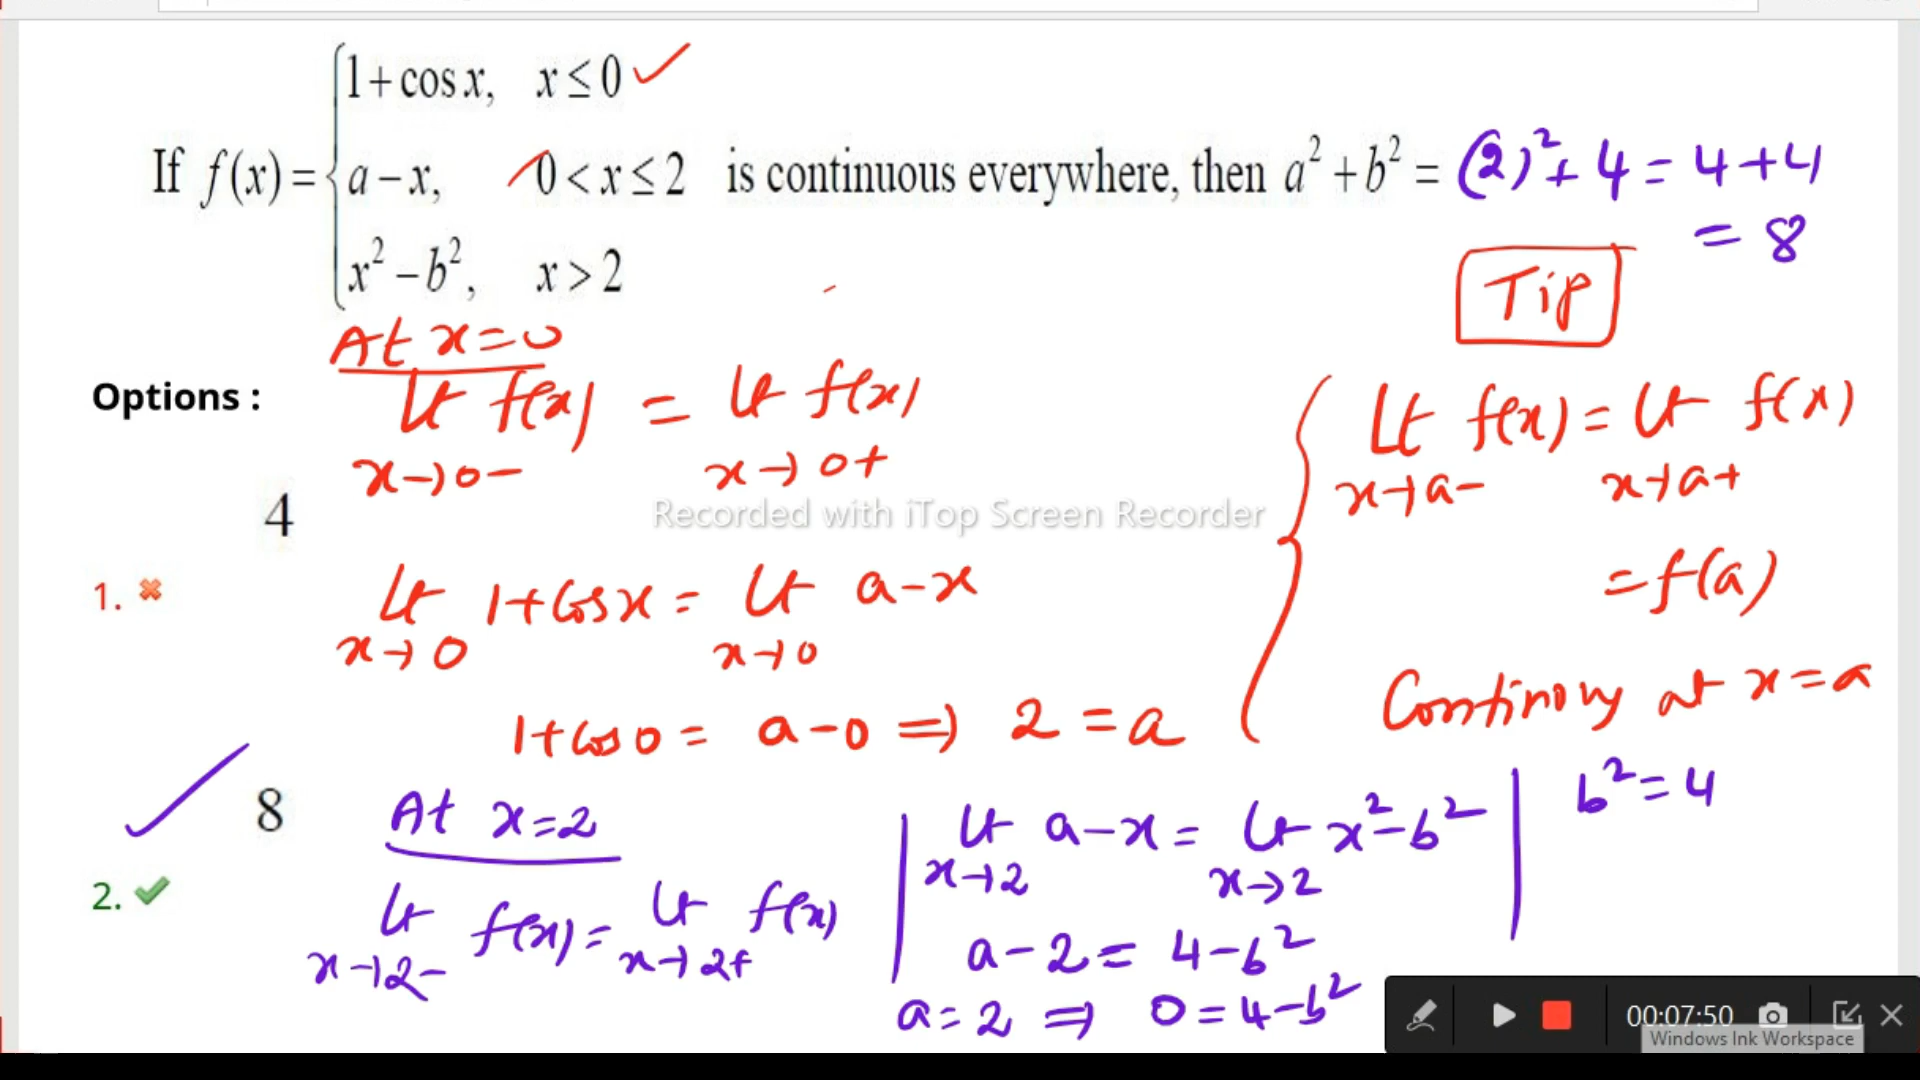 1+cos x, x≤0 ✓
If f(x)= { a−x, 0<x≤2 is continuous everywhere, then a²+b² = (2)²+4=4+4
= 8
x²−b², x>2
Tip
At x=0
Options :
Lt f(x) = Lt f(x)
x→0− x→0+
Lt f(x)= Lt f(x)
x→a− x→a+
4
Recorded with iTop Screen Recorder
=f(a)
1. ✖
Lt 1+Cosx = Lt a−x
x→0 x→0
Continous at x=a
1+Cos0 = a−0 ⇒ 2=a
8
At x=2
Lt a−x= Lt x²−b²
x→2 x→2
b²=4
2. ✔
Lt f(x)= Lt f(x)
x→2− x→2+
a−2= 4−b²
a=2 ⇒ 0=4−b²
00:07:50
Windows Ink Workspace